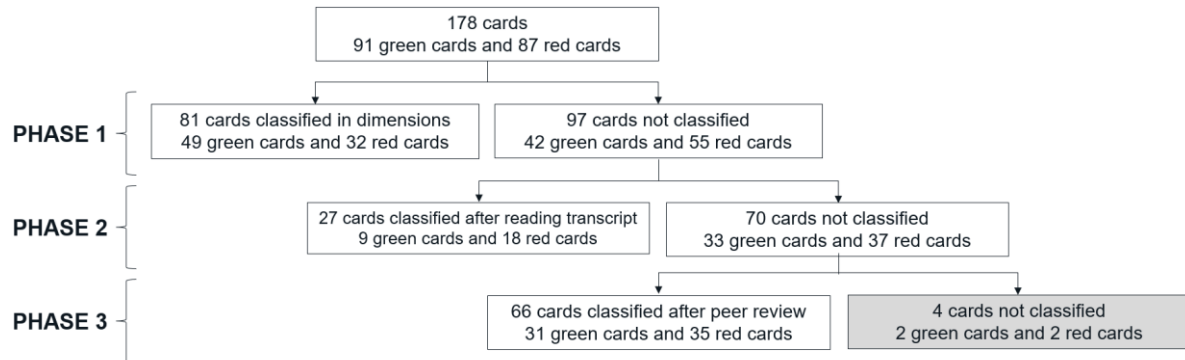 178 cards
91 green cards and 87 red cards
PHASE 1
81 cards classified in dimensions
49 green cards and 32 red cards
97 cards not classified
42 green cards and 55 red cards
PHASE 2
27 cards classified after reading transcript
9 green cards and 18 red cards
70 cards not classified
33 green cards and 37 red cards
PHASE 3
66 cards classified after peer review
31 green cards and 35 red cards
4 cards not classified
2 green cards and 2 red cards